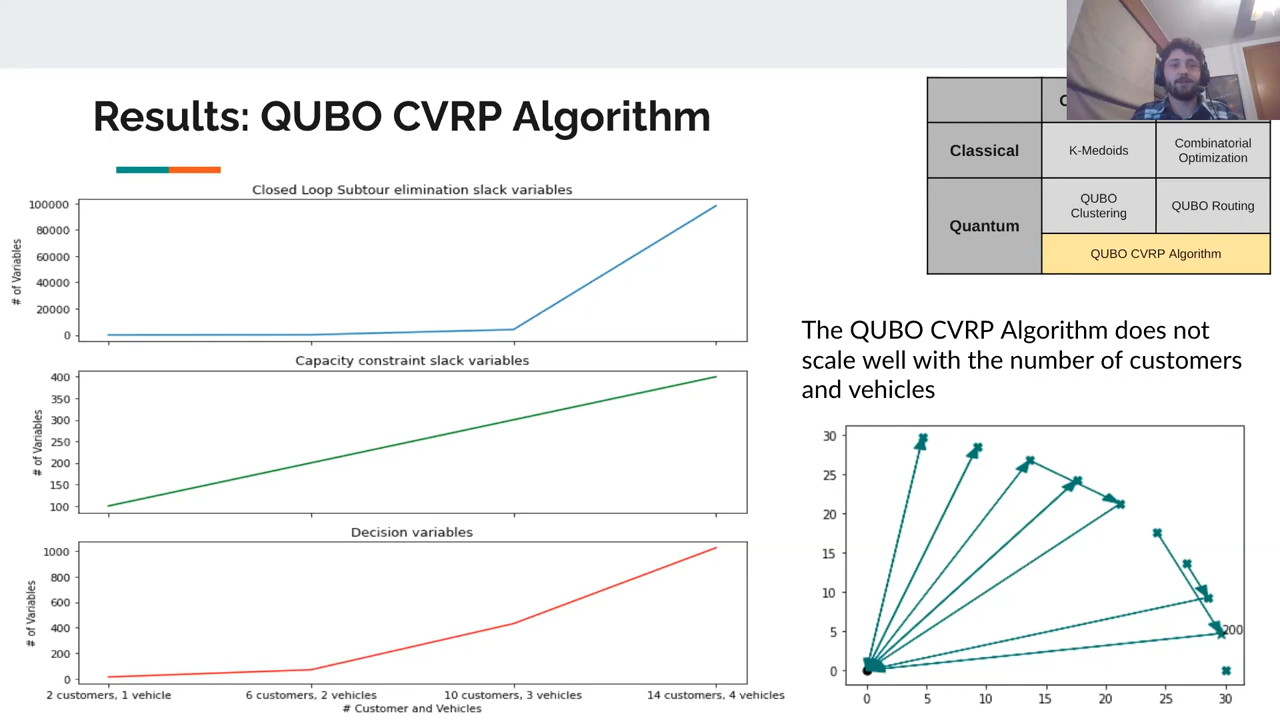 Results: QUBO CVRP Algorithm
Classical
K-Medoids
Combinatorial
Optimization
Quantum
QUBO
Clustering
QUBO Routing
QUBO CVRP Algorithm
Closed Loop Subtour elimination slack variables
# of Variables
100000
80000
60000
40000
20000
0
Capacity constraint slack variables
# of Variables
400
350
300
250
200
150
100
Decision variables
# of Variables
1000
800
600
400
200
0
2 customers, 1 vehicle
6 customers, 2 vehicles
10 customers, 3 vehicles
14 customers, 4 vehicles
# Customer and Vehicles
The QUBO CVRP Algorithm does not
scale well with the number of customers
and vehicles
30
25
20
15
10
5
0
200
0 5 10 15 20 25 30